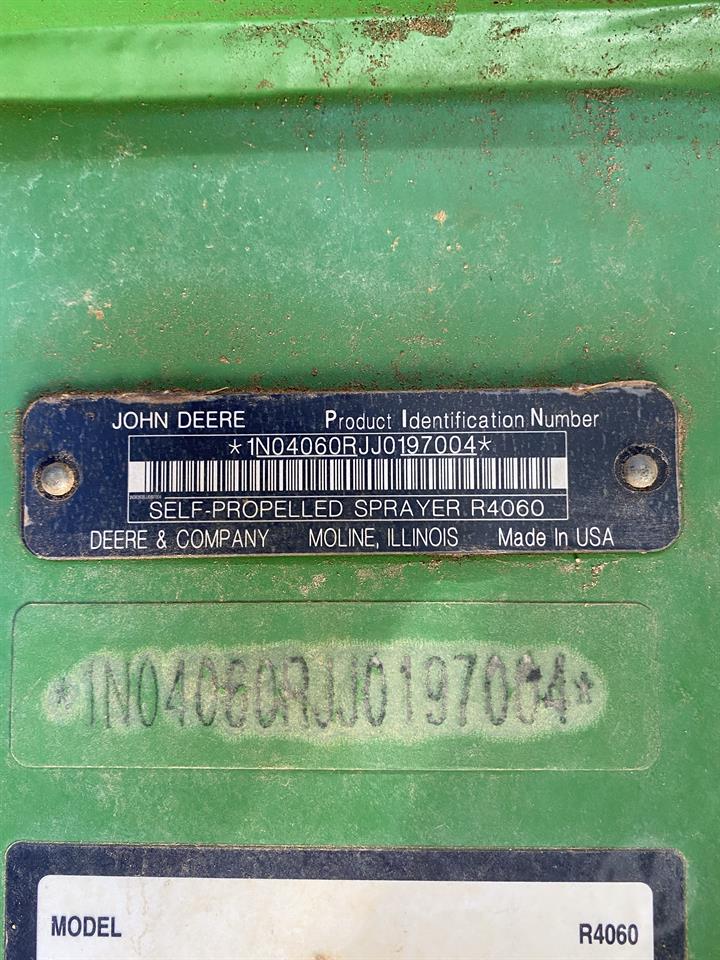 JOHN DEERE Product Identification Number
*1N04060RJJ0197004*
SELF-PROPELLED SPRAYER R4060
DEERE & COMPANY MOLINE, ILLINOIS Made In USA
*1N04060RJJ0197004*
MODEL R4060